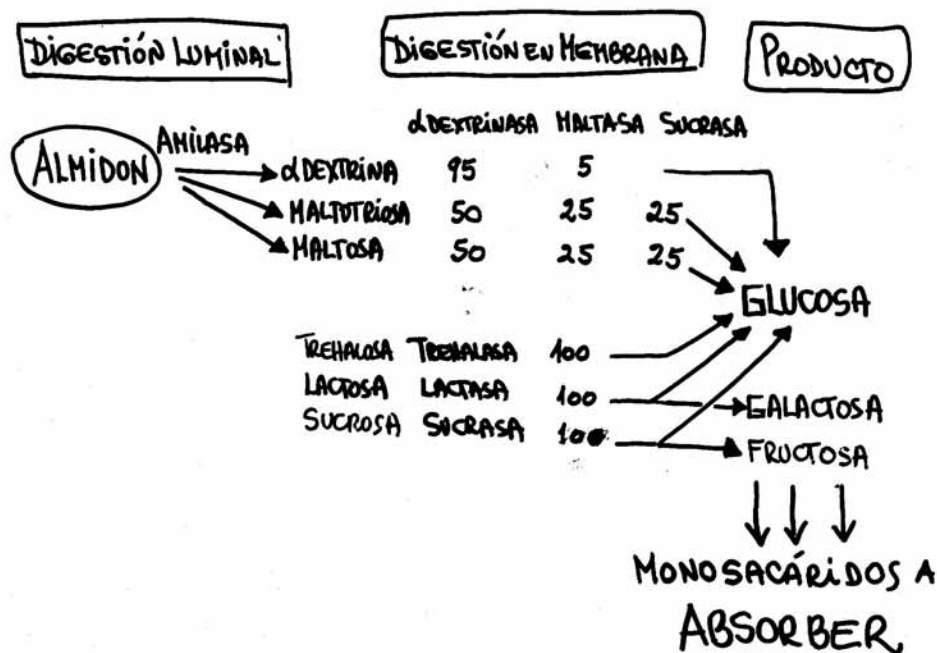 DIGESTIÓN LUMINAL
DIGESTIÓN EN MEMBRANA
PRODUCTO
αDEXTRINASA MALTASA SUCRASA
ALMIDON
AMILASA
αDEXTRINA 95 5
MALTOTRIOSA 50 25 25
MALTOSA 50 25 25
GLUCOSA
TREHALOSA TREHALASA 100
LACTOSA LACTASA 100
GALACTOSA
SUCROSA SUCRASA 100
FRUCTOSA
MONOSACÁRIDOS A
ABSORBER